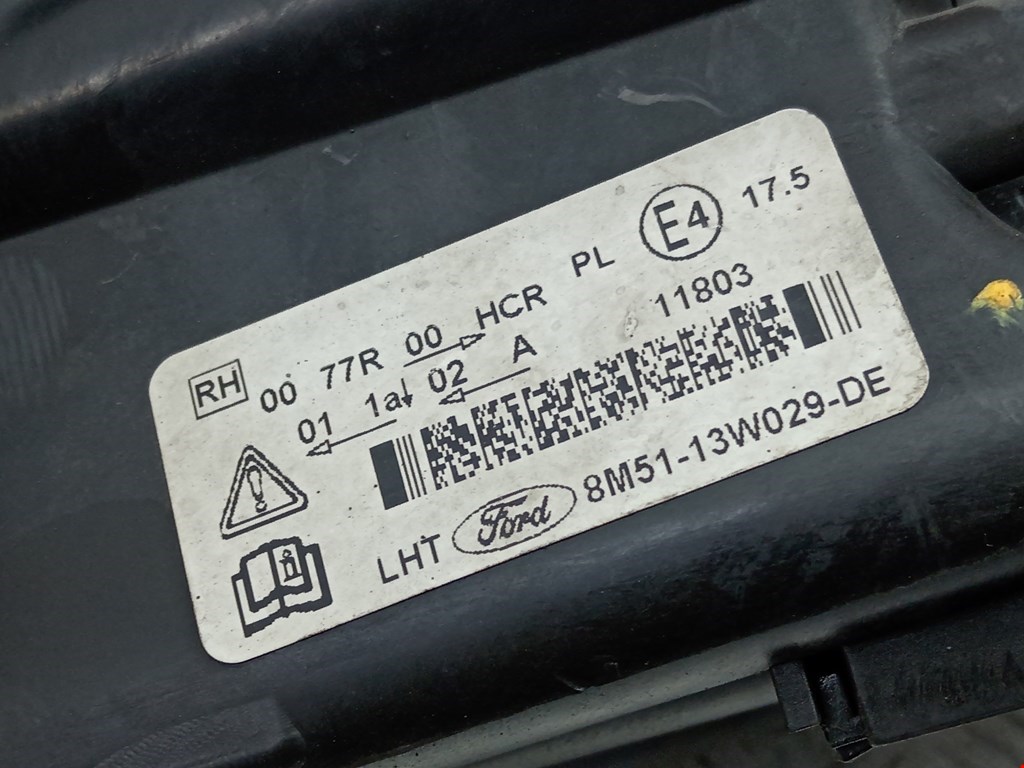 RH 00 77R 00 HCR PL E4 17.5
01 1a 02 A 11803
LHT Ford 8M51-13W029-DE